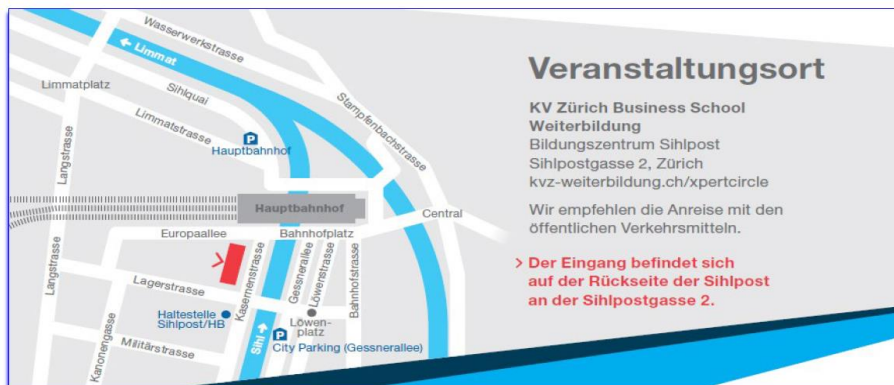 Wasserwerkstrasse
← Limmat
Limmatplatz
Sihlquai
Stampfenbachstrasse
Limmatstrasse
P
Hauptbahnhof
Langstrasse
Hauptbahnhof
Central
Europaallee
Bahnhofplatz
Langstrasse
Lagerstrasse
Kasernenstrasse
Gessnerallee
Löwenstrasse
Bahnhofstrasse
Haltestelle
Sihlpost/HB
Löwen-
platz
Kanonengasse
Militärstrasse
Sihl →
P
City Parking (Gessnerallee)
Veranstaltungsort
KV Zürich Business School
Weiterbildung
Bildungszentrum Sihlpost
Sihlpostgasse 2, Zürich
kvz-weiterbildung.ch/xpertcircle
Wir empfehlen die Anreise mit den
öffentlichen Verkehrsmitteln.
> Der Eingang befindet sich
auf der Rückseite der Sihlpost
an der Sihlpostgasse 2.